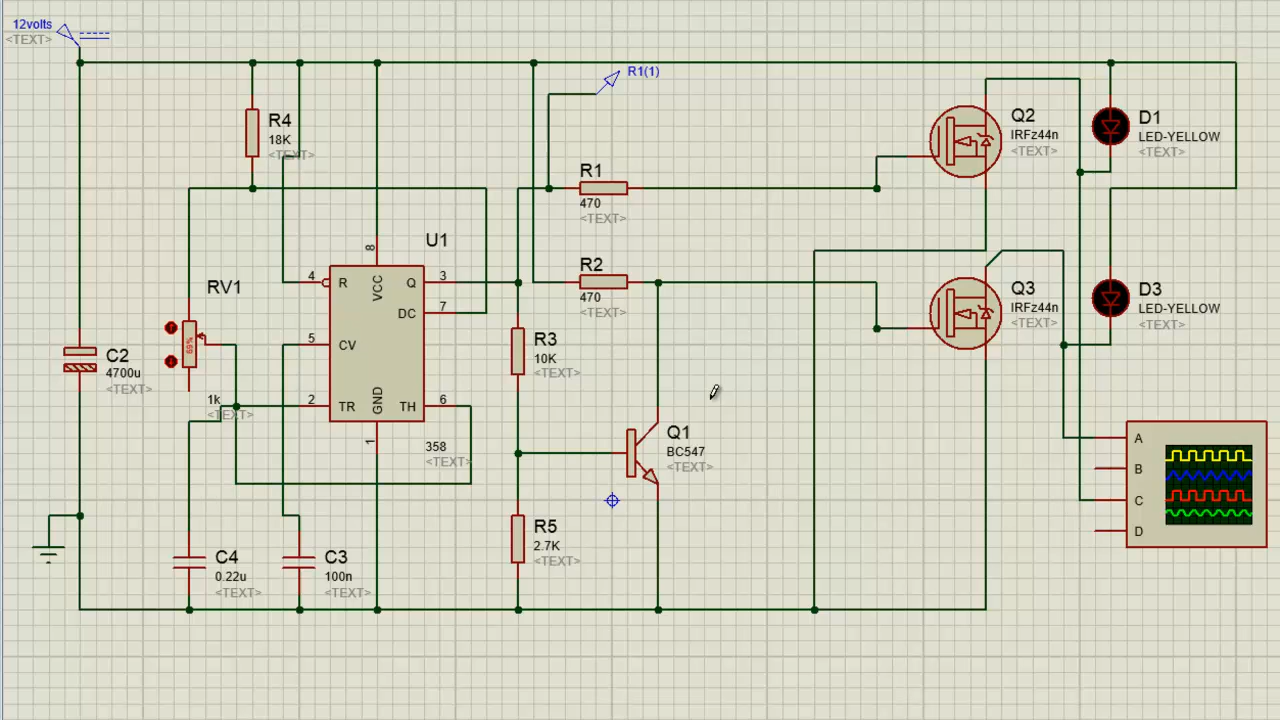 12volts
<TEXT>
R1(1)
R4
18K
<TEXT>
R1
470
<TEXT>
Q2
IRFz44n
<TEXT>
D1
LED-YELLOW
<TEXT>
U1
8
VCC
4
R
Q
3
DC
7
5
CV
2
TR
GND
TH
6
1
358
<TEXT>
RV1
69%
1k
<TEXT>
R2
470
<TEXT>
Q3
IRFz44n
<TEXT>
D3
LED-YELLOW
<TEXT>
C2
4700u
<TEXT>
R3
10K
<TEXT>
Q1
BC547
<TEXT>
A
B
C
D
R5
2.7K
<TEXT>
C4
0.22u
<TEXT>
C3
100n
<TEXT>